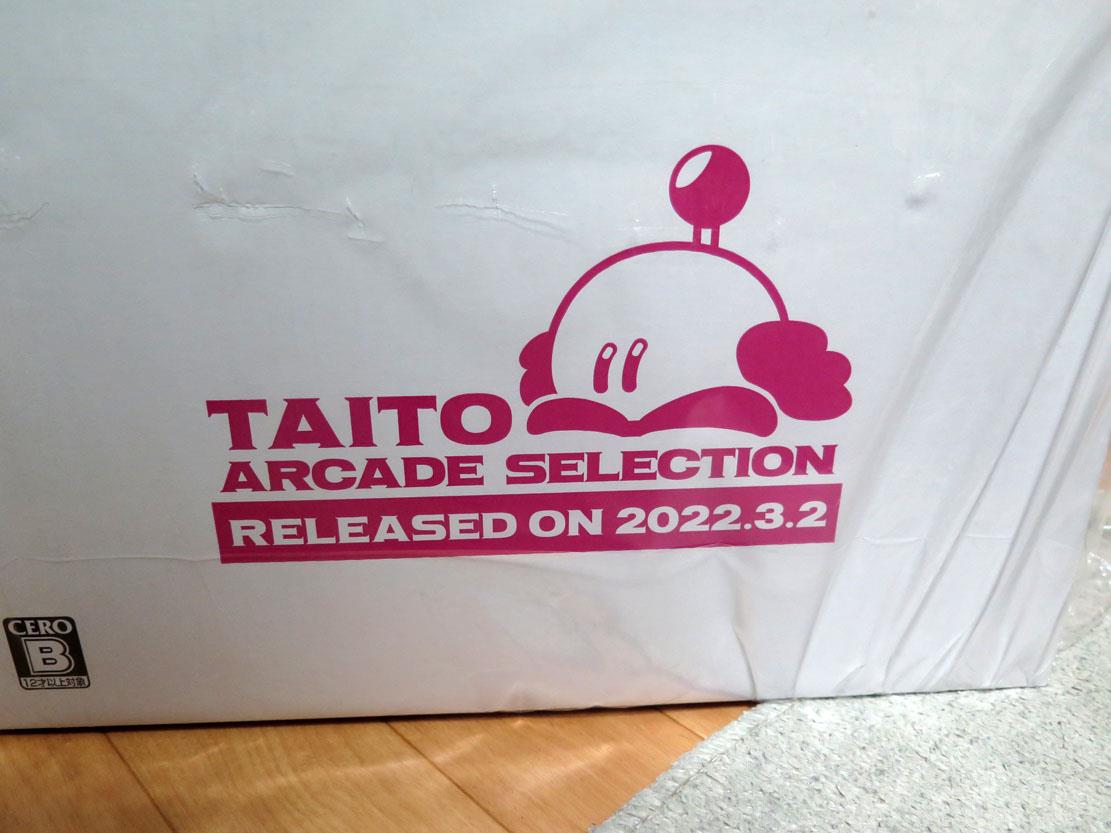 TAITO
ARCADE SELECTION
RELEASED ON 2022.3.2
CERO
B
12才以上対象